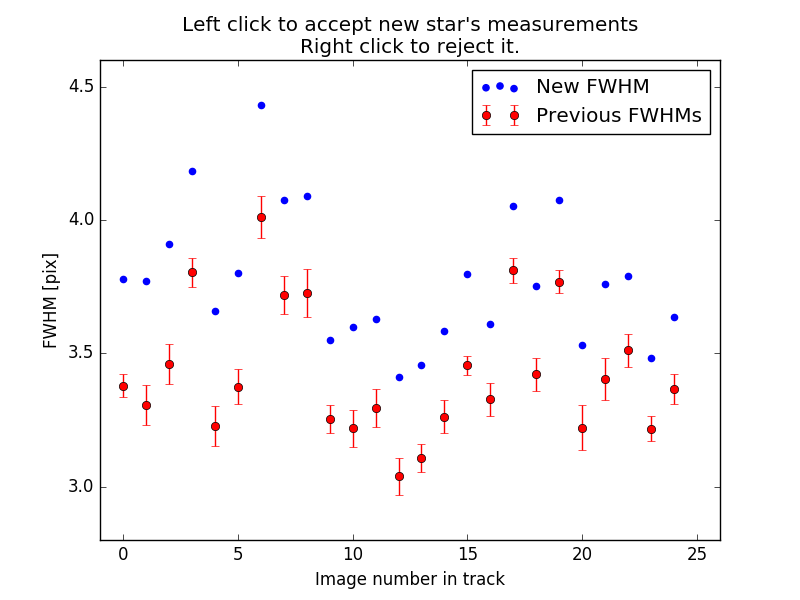 Left click to accept new star's measurements
Right click to reject it.
New FWHM
Previous FWHMs
4.5
4.0
3.5
3.0
FWHM [pix]
0 5 10 15 20 25
Image number in track